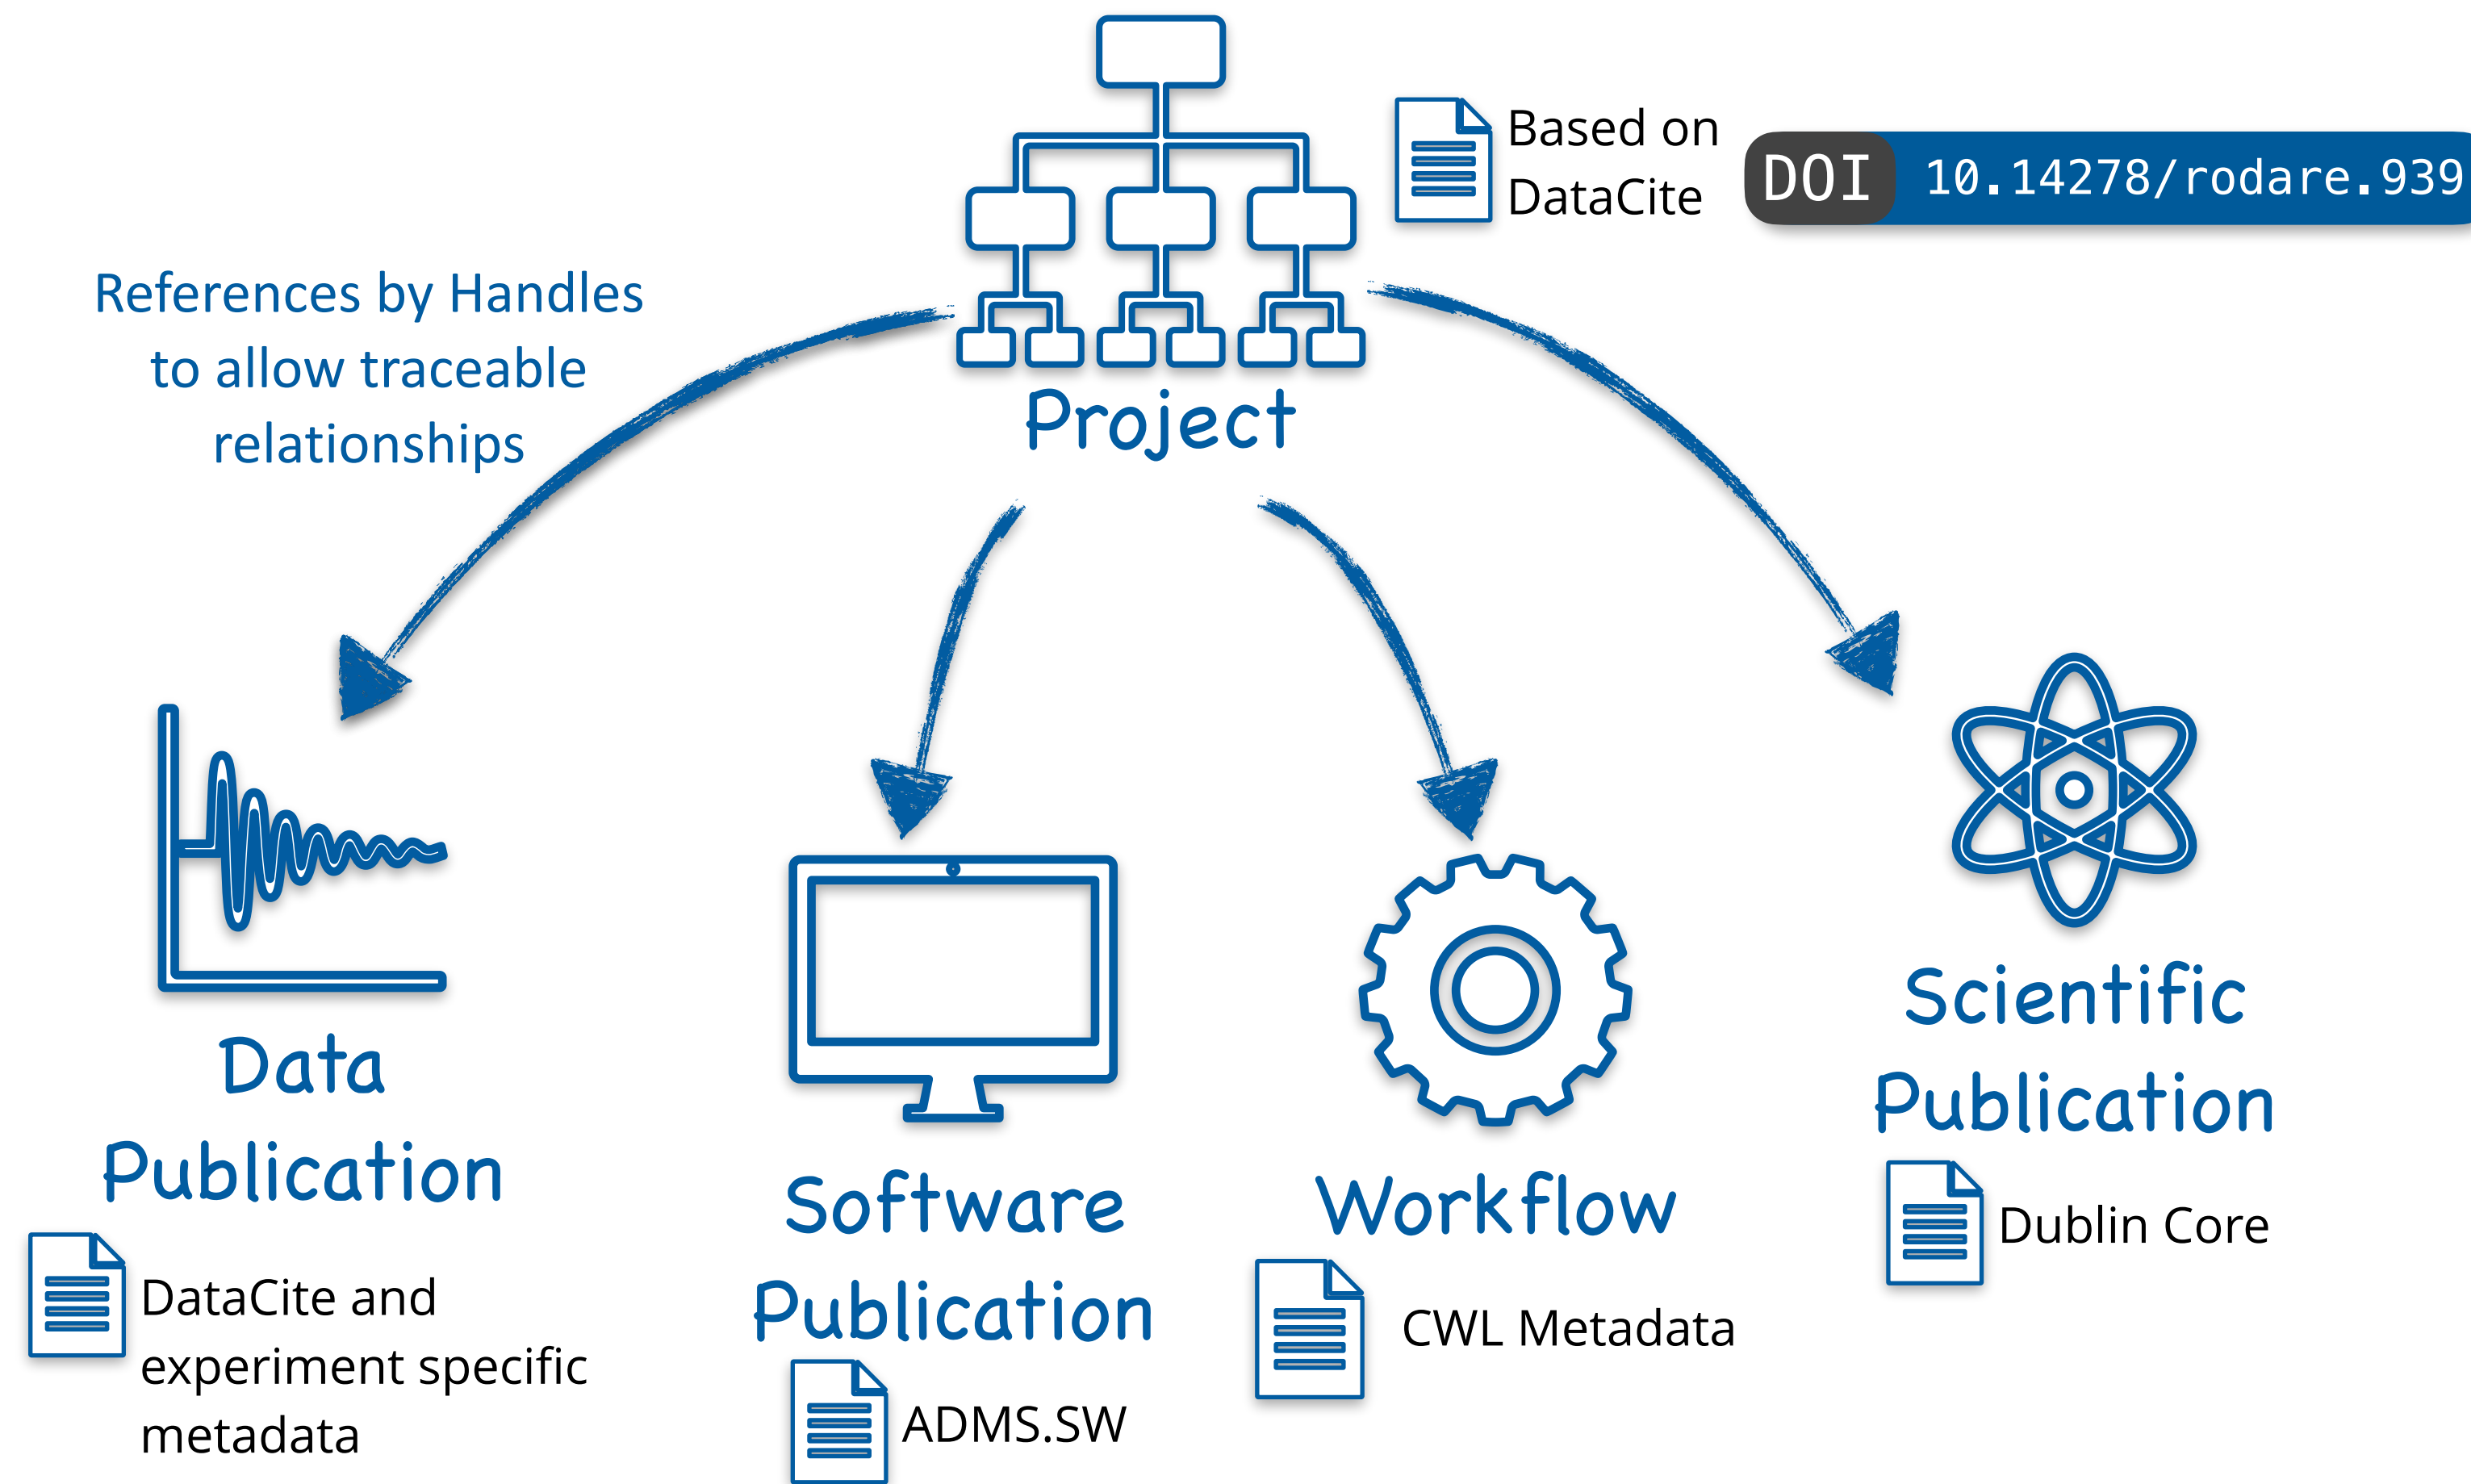 Based on
DataCite
DOI 10.14278/rodare.939
References by Handles
to allow traceable
relationships
Project
Data
Publication
DataCite and
experiment specific
metadata
Software
Publication
ADMS.SW
Workflow
CWL Metadata
Scientific
Publication
Dublin Core